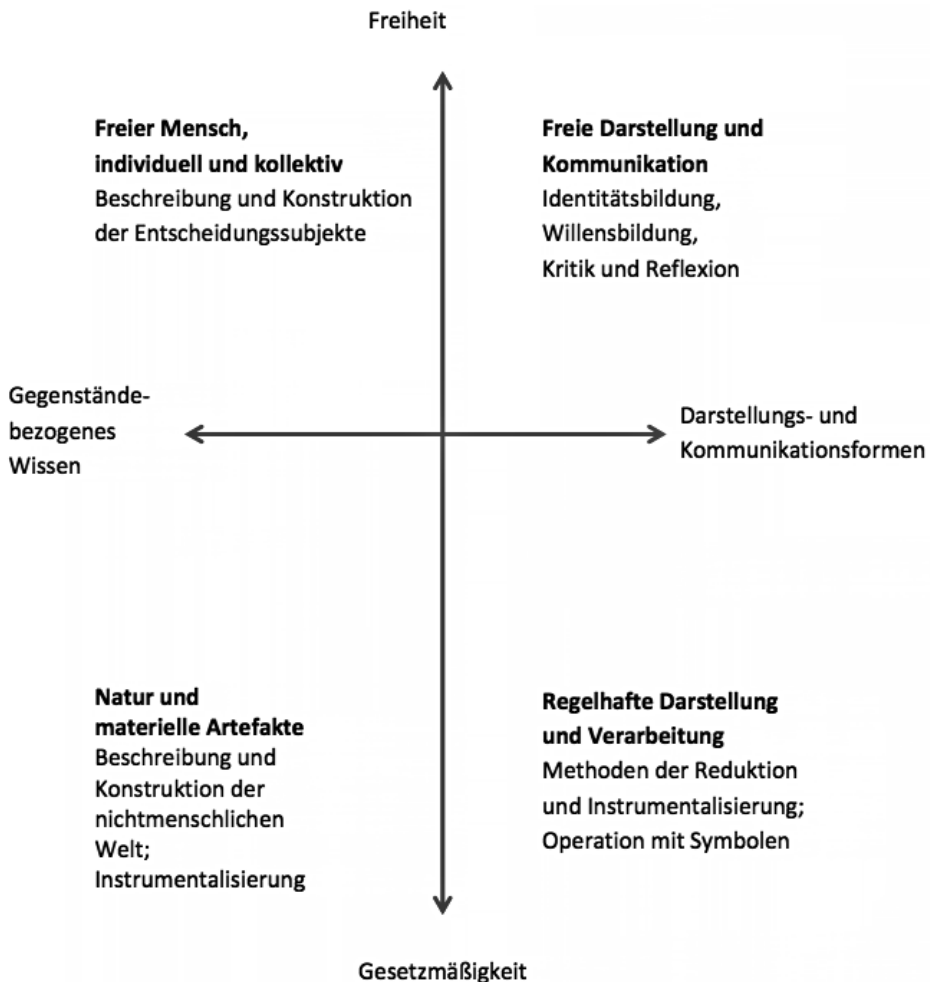 Freiheit
Freier Mensch,
individuell und kollektiv
Beschreibung und Konstruktion
der Entscheidungssubjekte
Freie Darstellung und
Kommunikation
Identitätsbildung,
Willensbildung,
Kritik und Reflexion
Gegenstände-
bezogenes
Wissen
Darstellungs- und
Kommunikationsformen
Natur und
materielle Artefakte
Beschreibung und
Konstruktion der
nichtmenschlichen
Welt;
Instrumentalisierung
Regelhafte Darstellung
und Verarbeitung
Methoden der Reduktion
und Instrumentalisierung;
Operation mit Symbolen
Gesetzmäßigkeit